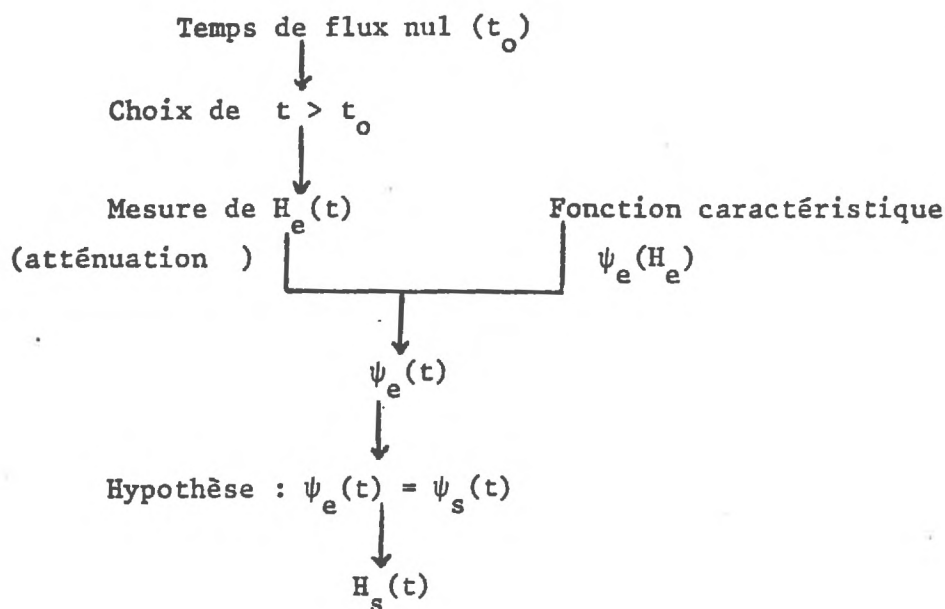 Temps de flux nul (t_o)
Choix de t > t_o
Mesure de H_e(t)
(atténuation )
Fonction caractéristique
ψ_e(H_e)
ψ_e(t)
Hypothèse : ψ_e(t) = ψ_s(t)
H_s(t)